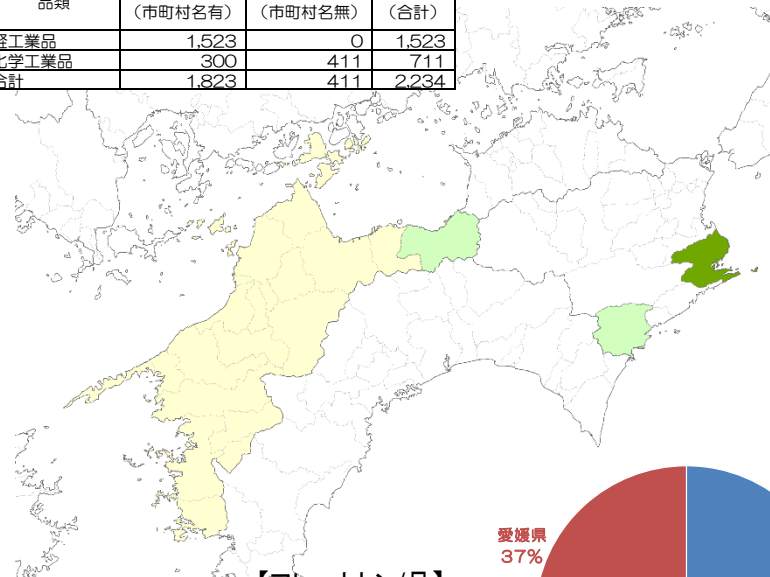 品類 （市町村名有） （市町村名無） （合計）
軽工業品 1,523 0 1,523
化学工業品 300 411 711
合計 1,823 411 2,234
愛媛県
37%